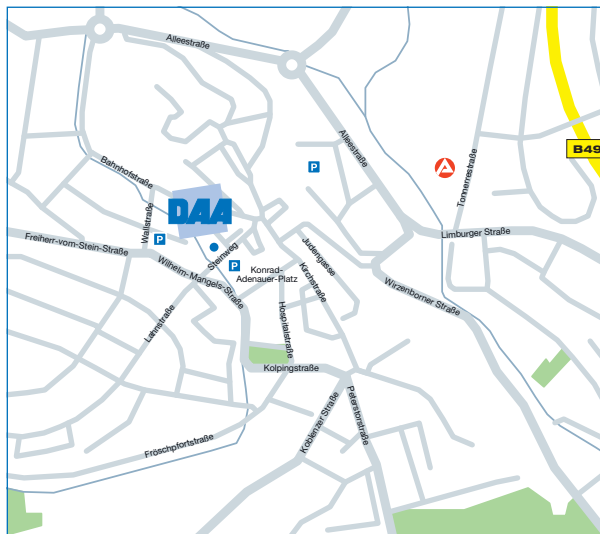 Alleestraße
Alleestraße
B49
Bahnhofstraße
P
Tonnerrestraße
Wallstraße
DAA
Limburger Straße
Freiherr-vom-Stein-Straße
P
Steinweg
Judengasse
P
Konrad-
Adenauer-Platz
Kirchstraße
Wilhelm-Mangels-Straße
Wirzenborner Straße
Lahnstraße
Hospitalstraße
Kolpingstraße
Koblenzer Straße
Peterstorstraße
Fröschpfortstraße